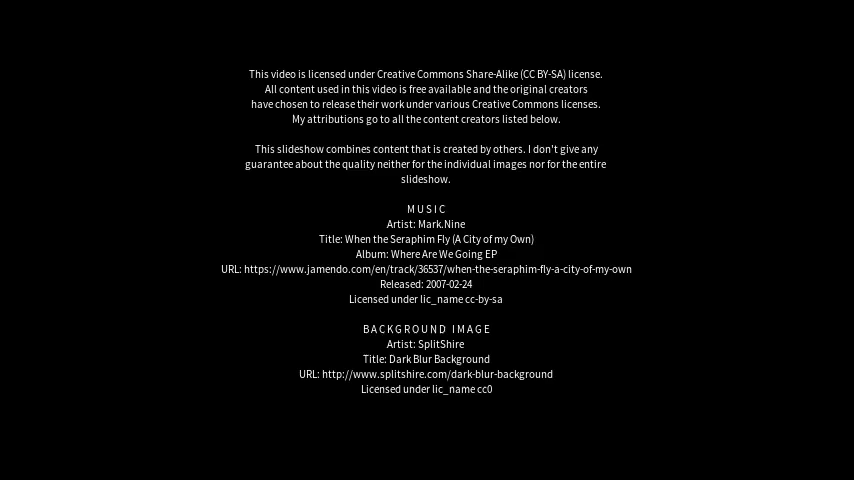 This video is licensed under Creative Commons Share-Alike (CC BY-SA) license.
All content used in this video is free available and the original creators
have chosen to release their work under various Creative Commons licenses.
My attributions go to all the content creators listed below.
This slideshow combines content that is created by others. I don't give any
guarantee about the quality neither for the individual images nor for the entire
slideshow.
MUSIC
Artist: Mark.Nine
Title: When the Seraphim Fly (A City of my Own)
Album: Where Are We Going EP
URL: https://www.jamendo.com/en/track/36537/when-the-seraphim-fly-a-city-of-my-own
Released: 2007-02-24
Licensed under lic_name cc-by-sa
BACKGROUND IMAGE
Artist: SplitShire
Title: Dark Blur Background
URL: http://www.splitshire.com/dark-blur-background
Licensed under lic_name cc0